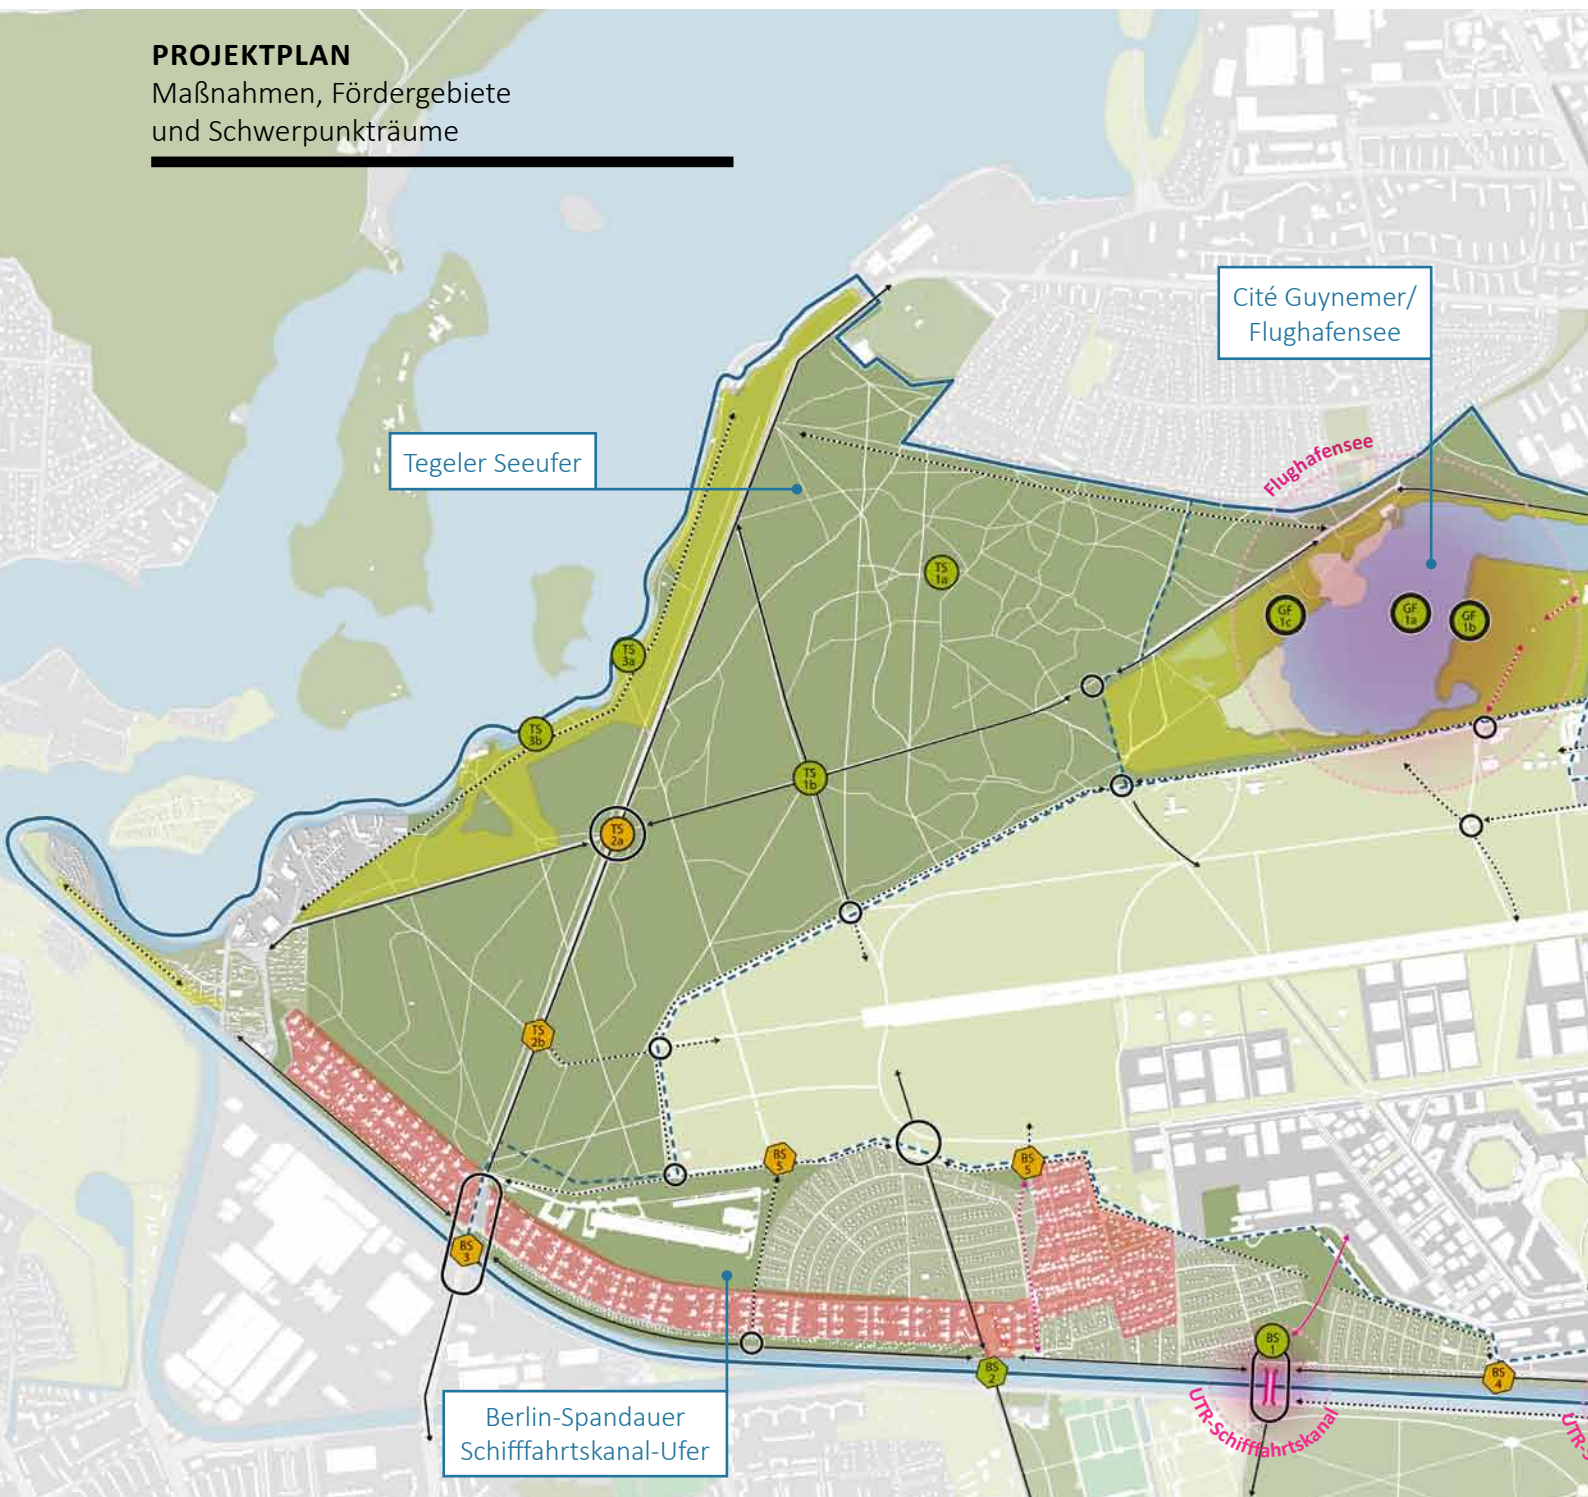 PROJEKTPLAN
Maßnahmen, Fördergebiete
und Schwerpunkträume
Cité Guynemer/
Flughafensee
Tegeler Seeufer
Flughafensee
TS
1a
GF
1c
GF
1a
GF
1b
TS
3a
TS
3b
TS
1b
TS
2a
TS
2b
BS
5
BS
5
BS
3
BS
1
BS
2
BS
4
Berlin-Spandauer
Schifffahrtskanal-Ufer
UTR-Schifffahrtskanal
UTR-S